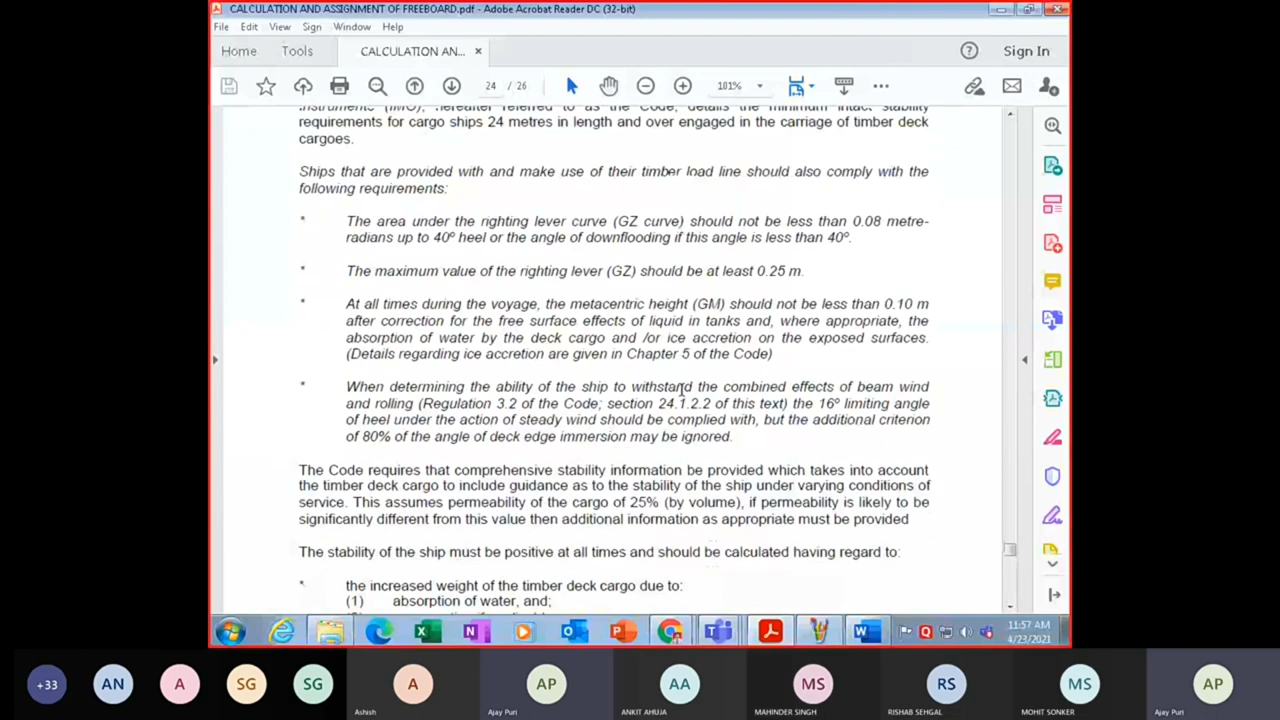 CALCULATION AND ASSIGNMENT OF FREEBOARD.pdf - Adobe Acrobat Reader DC (32-bit)
File Edit View Sign Window Help
Home Tools CALCULATION AN... × Sign In
24 / 26 101%
Instruments (IMO), hereafter referred to as the Code, details the minimum intact stability
requirements for cargo ships 24 metres in length and over engaged in the carriage of timber deck
cargoes.
Ships that are provided with and make use of their timber load line should also comply with the
following requirements:
* The area under the righting lever curve (GZ curve) should not be less than 0.08 metre-
radians up to 40º heel or the angle of downflooding if this angle is less than 40º.
* The maximum value of the righting lever (GZ) should be at least 0.25 m.
* At all times during the voyage, the metacentric height (GM) should not be less than 0.10 m
after correction for the free surface effects of liquid in tanks and, where appropriate, the
absorption of water by the deck cargo and /or ice accretion on the exposed surfaces.
(Details regarding ice accretion are given in Chapter 5 of the Code)
* When determining the ability of the ship to withstand the combined effects of beam wind
and rolling (Regulation 3.2 of the Code; section 24.1.2.2 of this text) the 16º limiting angle
of heel under the action of steady wind should be complied with, but the additional criterion
of 80% of the angle of deck edge immersion may be ignored.
The Code requires that comprehensive stability information be provided which takes into account
the timber deck cargo to include guidance as to the stability of the ship under varying conditions of
service. This assumes permeability of the cargo of 25% (by volume), if permeability is likely to be
significantly different from this value then additional information as appropriate must be provided
The stability of the ship must be positive at all times and should be calculated having regard to:
* the increased weight of the timber deck cargo due to:
(1) absorption of water, and;
11:57 AM
4/23/2021
+33 AN A SG SG A AP AA MS RS MS AP
Ashish Ajay Puri ANKIT AHUJA MAHINDER SINGH RISHAB SEHGAL MOHIT SONKER Ajay Puri